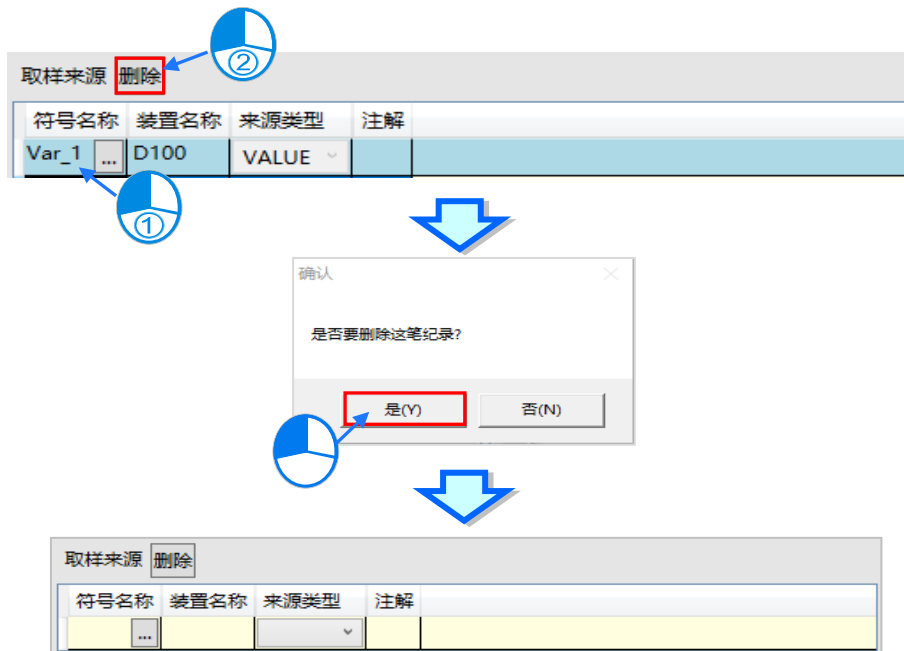 ②
取样来源 删除
符号名称 装置名称 来源类型 注解
Var_1 ... D100 VALUE
①
确认
是否要删除这笔纪录?
是(Y) 否(N)
取样来源 删除
符号名称 装置名称 来源类型 注解
...